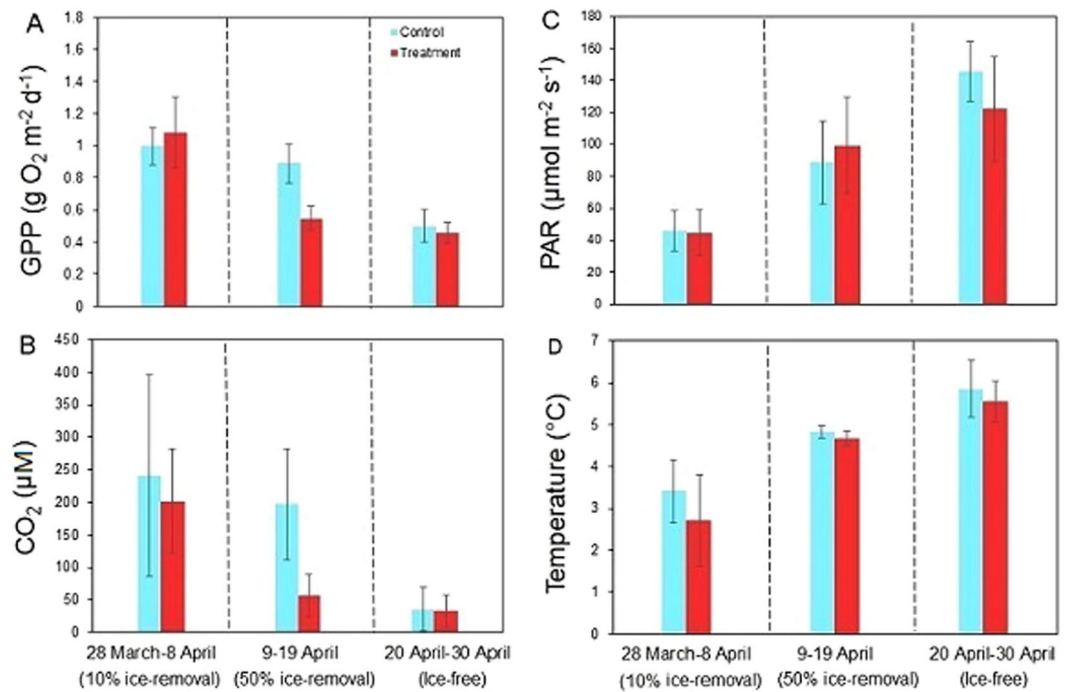 A
GPP (g O₂ m⁻² d⁻¹)
1.8
1.6
1.4
1.2
1
0.8
0.6
0.4
0.2
0
Control
Treatment
B
CO₂ (µM)
450
400
350
300
250
200
150
100
50
0
28 March-8 April
(10% ice-removal)
9-19 April
(50% ice-removal)
20 April-30 April
(Ice-free)
C
PAR (µmol m⁻² s⁻¹)
180
160
140
120
100
80
60
40
20
0
D
Temperature (°C)
7
6
5
4
3
2
1
0
28 March-8 April
(10% ice-removal)
9-19 April
(50% ice-removal)
20 April-30 April
(Ice-free)